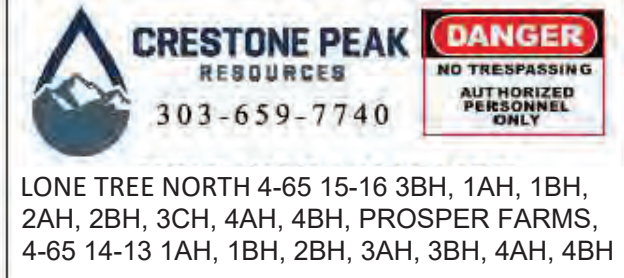 CRESTONE PEAK
RESOURCES
303-659-7740
DANGER
NO TRESPASSING
AUTHORIZED
PERSONNEL
ONLY
LONE TREE NORTH 4-65 15-16 3BH, 1AH, 1BH,
2AH, 2BH, 3CH, 4AH, 4BH, PROSPER FARMS,
4-65 14-13 1AH, 1BH, 2BH, 3AH, 3BH, 4AH, 4BH